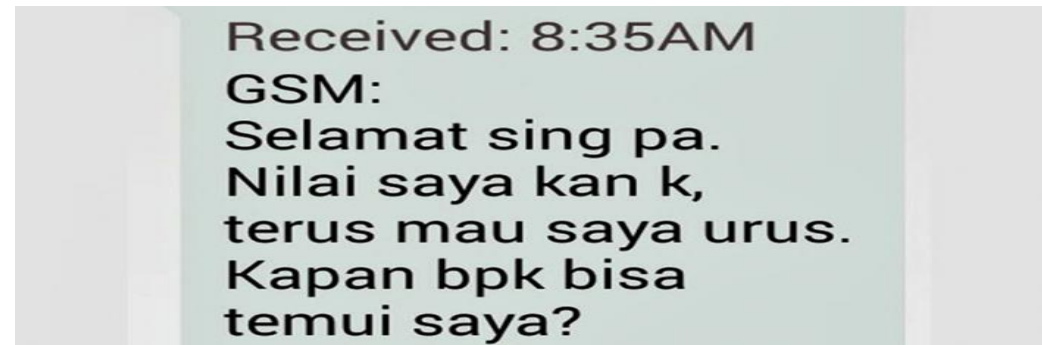 Received: 8:35AM
GSM:
Selamat sing pa.
Nilai saya kan k,
terus mau saya urus.
Kapan bpk bisa
temui saya?